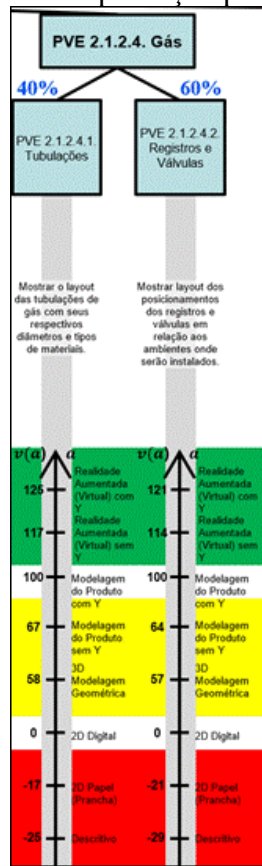 PVE 2.1.2.4. Gás
40%
60%
PVE 2.1.2.4.1.
Tubulações
PVE 2.1.2.4.2.
Registros e
Válvulas
Mostrar o layout
das tubulações de
gás com seus
respectivos
diâmetros e tipos
de materiais.
Mostrar layout dos
posicionamentos
dos registros e
válvulas em
relação aos
ambientes onde
serão instalados.
v(a) a
125 Realidade
Aumentada
(Virtual) com
Y
117 Realidade
Aumentada
(Virtual) sem
Y
100 Modelagem
do Produto
com Y
67 Modelagem
do Produto
sem Y
58 3D
Modelagem
Geométrica
0 2D Digital
-17 2D Papel
(Prancha)
-25 Descritivo
v(a) a
121 Realidade
Aumentada
(Virtual) com
Y
114 Realidade
Aumentada
(Virtual) sem
Y
100 Modelagem
do Produto
com Y
64 Modelagem
do Produto
sem Y
57 3D
Modelagem
Geométrica
0 2D Digital
-21 2D Papel
(Prancha)
-29 Descritivo